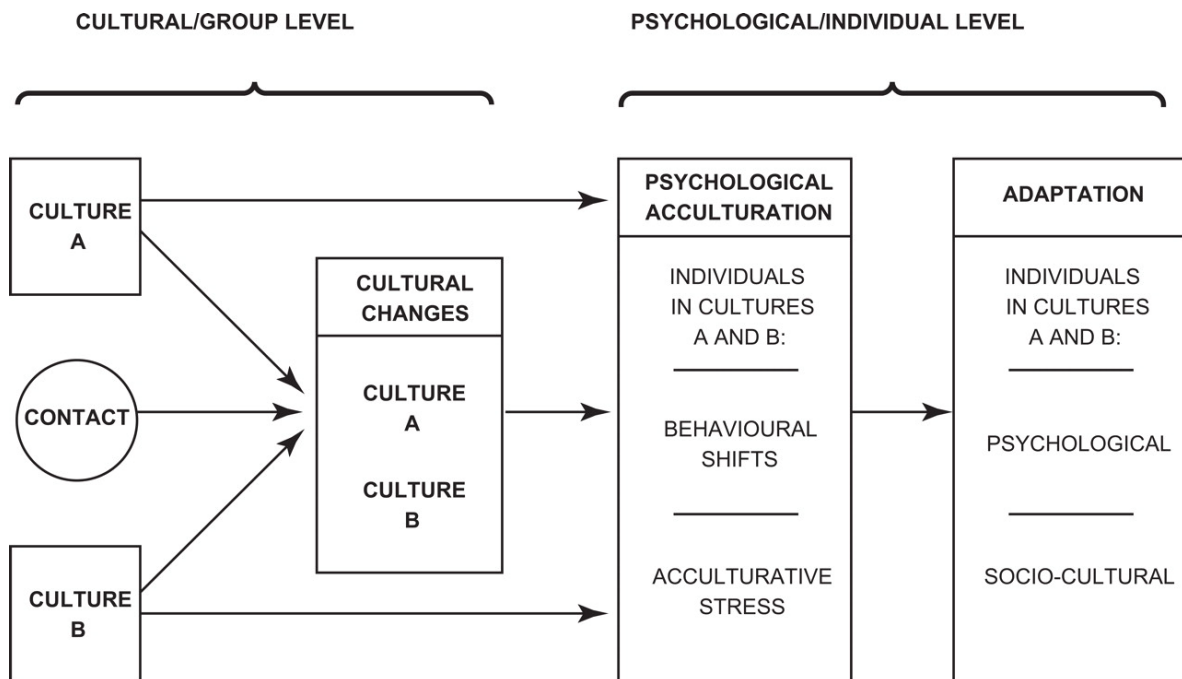 CULTURAL/GROUP LEVEL
PSYCHOLOGICAL/INDIVIDUAL LEVEL
CULTURE
A
CONTACT
CULTURE
B
CULTURAL
CHANGES
CULTURE
A
CULTURE
B
PSYCHOLOGICAL
ACCULTURATION
INDIVIDUALS
IN CULTURES
A AND B:
BEHAVIOURAL
SHIFTS
ACCULTURATIVE
STRESS
ADAPTATION
INDIVIDUALS
IN CULTURES
A AND B:
PSYCHOLOGICAL
SOCIO-CULTURAL